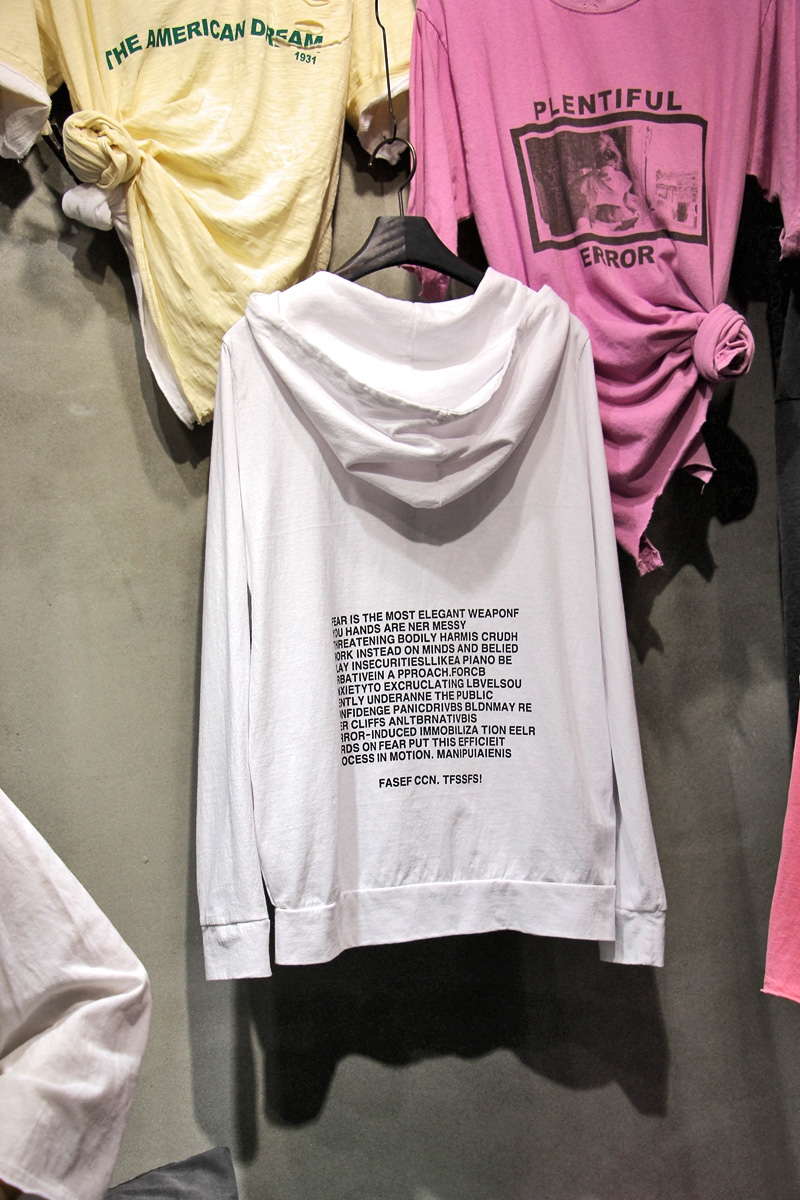 THE AMERICAN DREAM
1931
PLENTIFUL
ERROR
FEAR IS THE MOST ELEGANT WEAPONF
YOU HANDS ARE NER MESSY
THREATENING BODILY HARMIS CRUDH
WORK INSTEAD ON MINDS AND BELIED
LAY INSECURITIESLLIKEA PIANO BE
RBATIVEIN A PPROACH.FORCB
NXIETYTO EXCRUCLATING LBVELSOU
ENTLY UNDERANNE THE PUBLIC
ONFIDENGE PANICDRIVBS BLDNMAY RE
ER CLIFFS ANLTBRNATIVBIS
RROR-INDUCED IMMOBILIZA TION EELR
RDS ON FEAR PUT THIS EFFICIEIT
OCESS IN MOTION. MANIPUIAIENIS
FASEF CCN. TFSSFS!